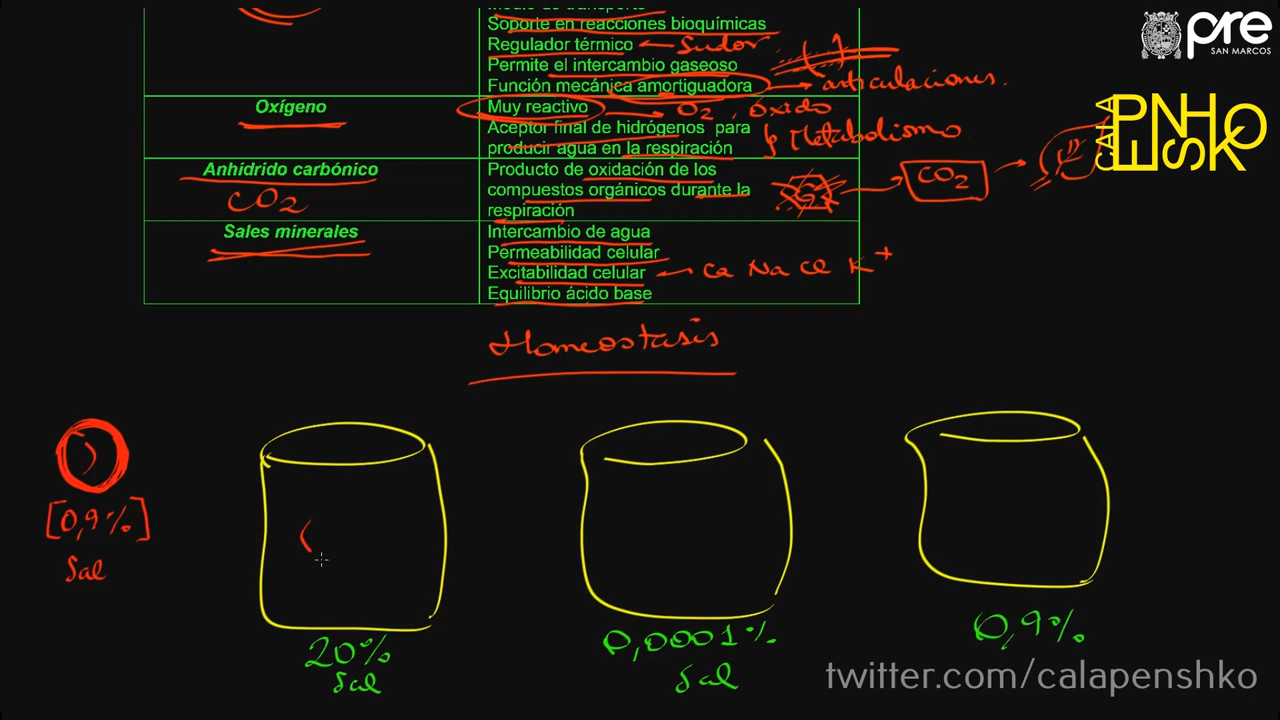 Medio de transporte
Soporte en reacciones bioquímicas
Regulador térmico ← Sudor
Permite el intercambio gaseoso
Función mecánica amortiguadora → articulaciones.
Oxígeno
Muy reactivo → O2, óxido
Aceptor final de hidrógenos para
producir agua en la respiración
Metabolismo
Anhídrido carbónico
CO2
Producto de oxidación de los
compuestos orgánicos durante la
respiración
CO2
Sales minerales
Intercambio de agua
Permeabilidad celular
Excitabilidad celular ← Ca Na Cl K+
Equilibrio ácido base
Homeostasis
[0,9%]
Sal
20%
Sal
0,0001%
Sal
0,9%
pre
SAN MARCOS
CALA
PENSHKO
twitter.com/calapenshko